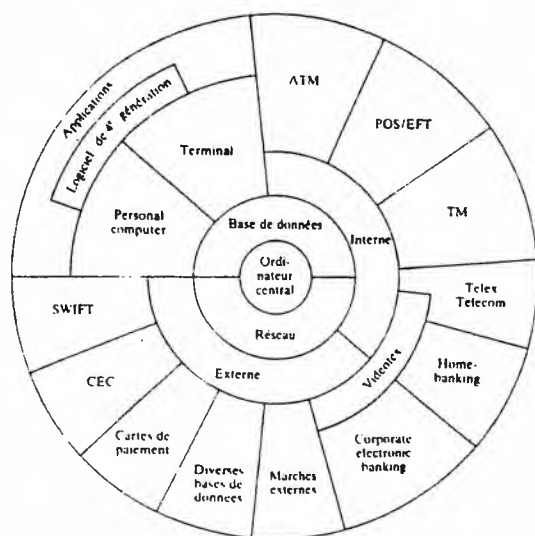 ATM
POS/EFT
TM
Applications
Logiciel de 4e génération
Terminal
Personal
computer
Base de données
Interne
Ordi-
nateur
central
Réseau
Externe
SWIFT
CEC
Cartes de
paiement
Diverses
bases de
données
Marches
externes
Corporate
electronic
banking
Videotex
Home-
banking
Telex
Telecom